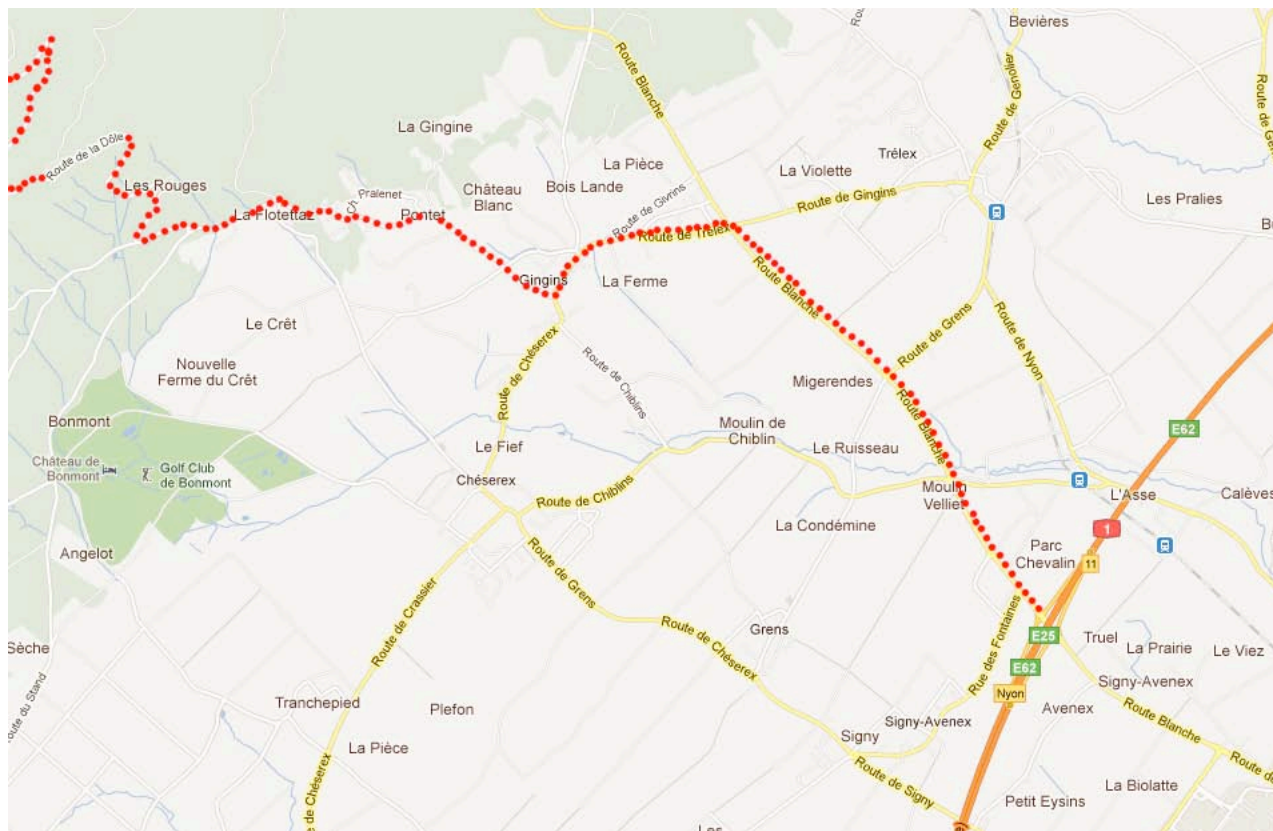 Bevières
Route Blanche
Route de Genolier
Route de Gen
La Gingine
Route de la Dôle
La Pièce
Trélex
La Violette
Les Rouges
Ch. Pralenet
Château
Blanc
Bois Lande
Route de Gingins
Les Pralies
La Flotettaz
Pontet
Route de Givrins
Route de Trélex
Gingins
La Ferme
Route Blanche
Le Crêt
Route de Grens
Route de Nyon
Nouvelle
Ferme du Crêt
Route de Chéserex
Route de Chiblins
Migerendes
Bonmont
Moulin de
Chiblin
Route Blanche
E62
Le Fief
Le Ruisseau
Château de
Bonmont
Golf Club
de Bonmont
Chéserex
Moulin
Velliet
L'Asse
Calèves
Route de Chiblins
La Condémine
1
Angelot
Parc
Chevalin
11
Route de Grens
Route de Crassier
Sèche
Grens
Route de Chéserex
Rue des Fontaines
E25
Truel
La Prairie
Le Viez
E62
Route du Stand
Tranchepied
Plefon
Nyon
Signy-Avenex
Avenex
Signy-Avenex
Route Blanche
La Pièce
Signy
Route de
de Chéserex
Route de Signy
La Biolatte
Petit Eysins
Les